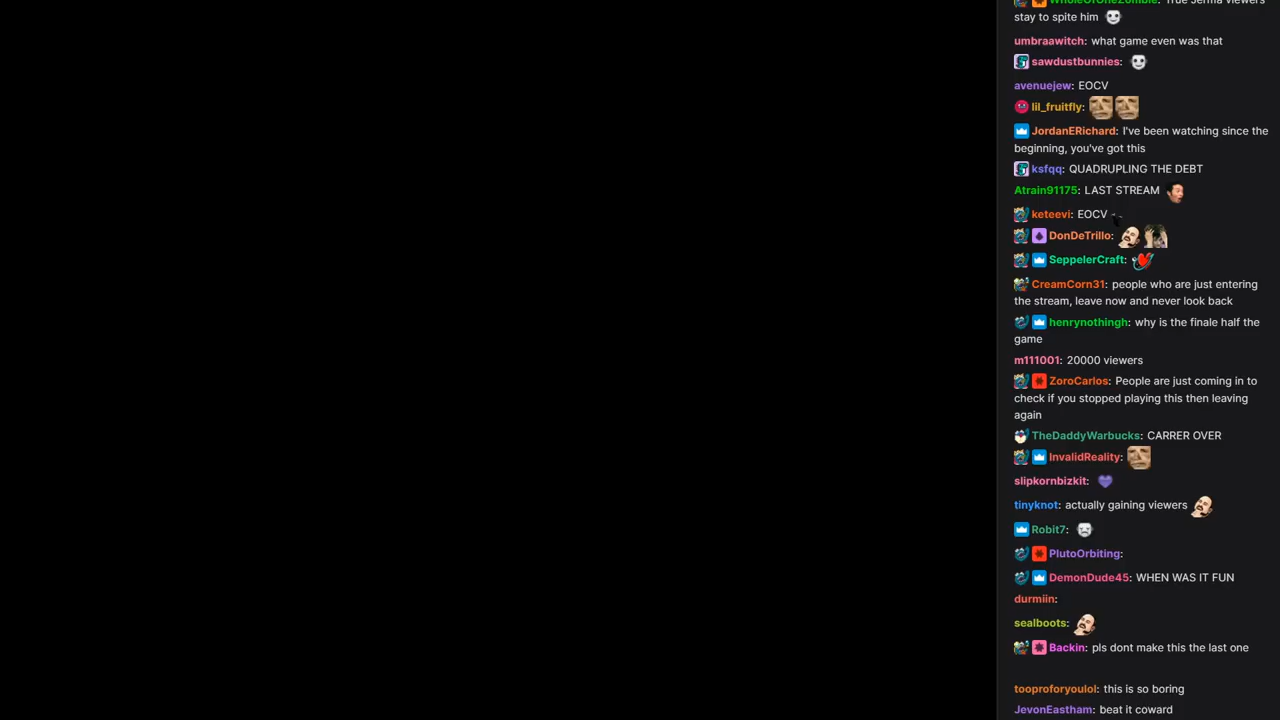 WholeOfOneZombie: True Jerma viewers
stay to spite him
umbraawitch: what game even was that
sawdustbunnies:
avenuejew: EOCV
lil_fruitfly:
JordanERichard: I've been watching since the
beginning, you've got this
ksfqq: QUADRUPLING THE DEBT
Atrain91175: LAST STREAM
keteevi: EOCV
DonDeTrillo:
SeppelerCraft:
CreamCorn31: people who are just entering
the stream, leave now and never look back
henrynothingh: why is the finale half the
game
m111001: 20000 viewers
ZoroCarlos: People are just coming in to
check if you stopped playing this then leaving
again
TheDaddyWarbucks: CARRER OVER
InvalidReality:
slipkornbizkit:
tinyknot: actually gaining viewers
Robit7:
PlutoOrbiting:
DemonDude45: WHEN WAS IT FUN
durmiin:
sealboots:
Backin: pls dont make this the last one
tooproforyoulol: this is so boring
JevonEastham: beat it coward